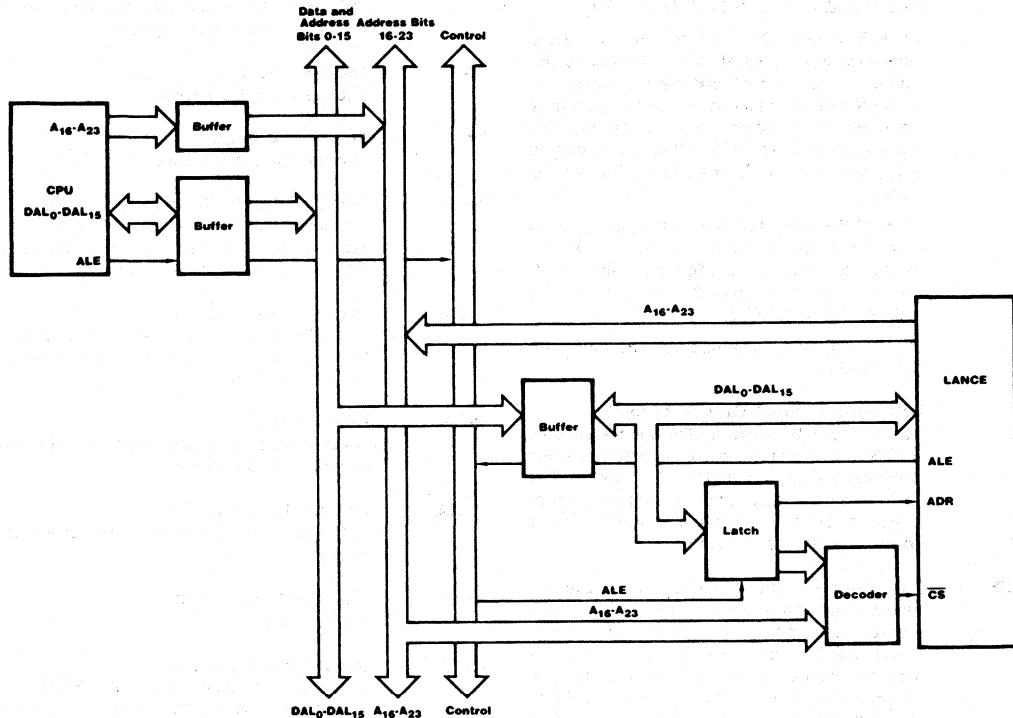 Data and
Address
Bits 0-15
Address Bits
16-23
Control
A16-A23
Buffer
CPU
DAL0-DAL15
Buffer
ALE
A16-A23
LANCE
DAL0-DAL15
Buffer
ALE
ADR
Latch
ALE
A16-A23
Decoder
CS
DAL0-DAL15
A16-A23
Control